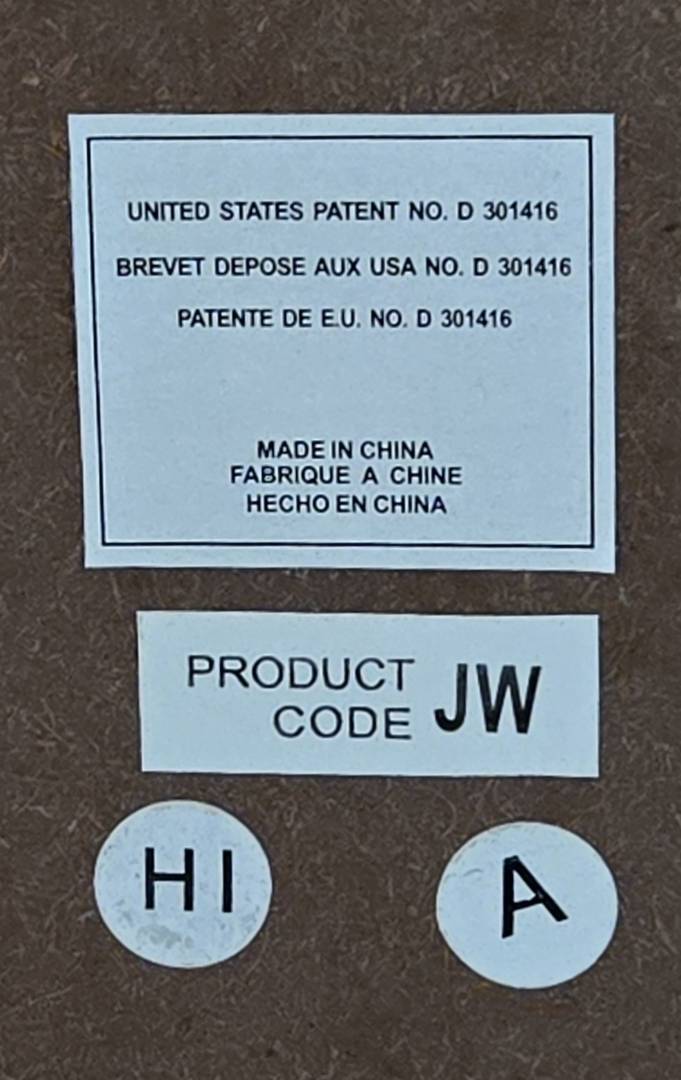 UNITED STATES PATENT NO. D 301416
BREVET DEPOSE AUX USA NO. D 301416
PATENTE DE E.U. NO. D 301416
MADE IN CHINA
FABRIQUE A CHINE
HECHO EN CHINA
PRODUCT CODE JW
HI
A